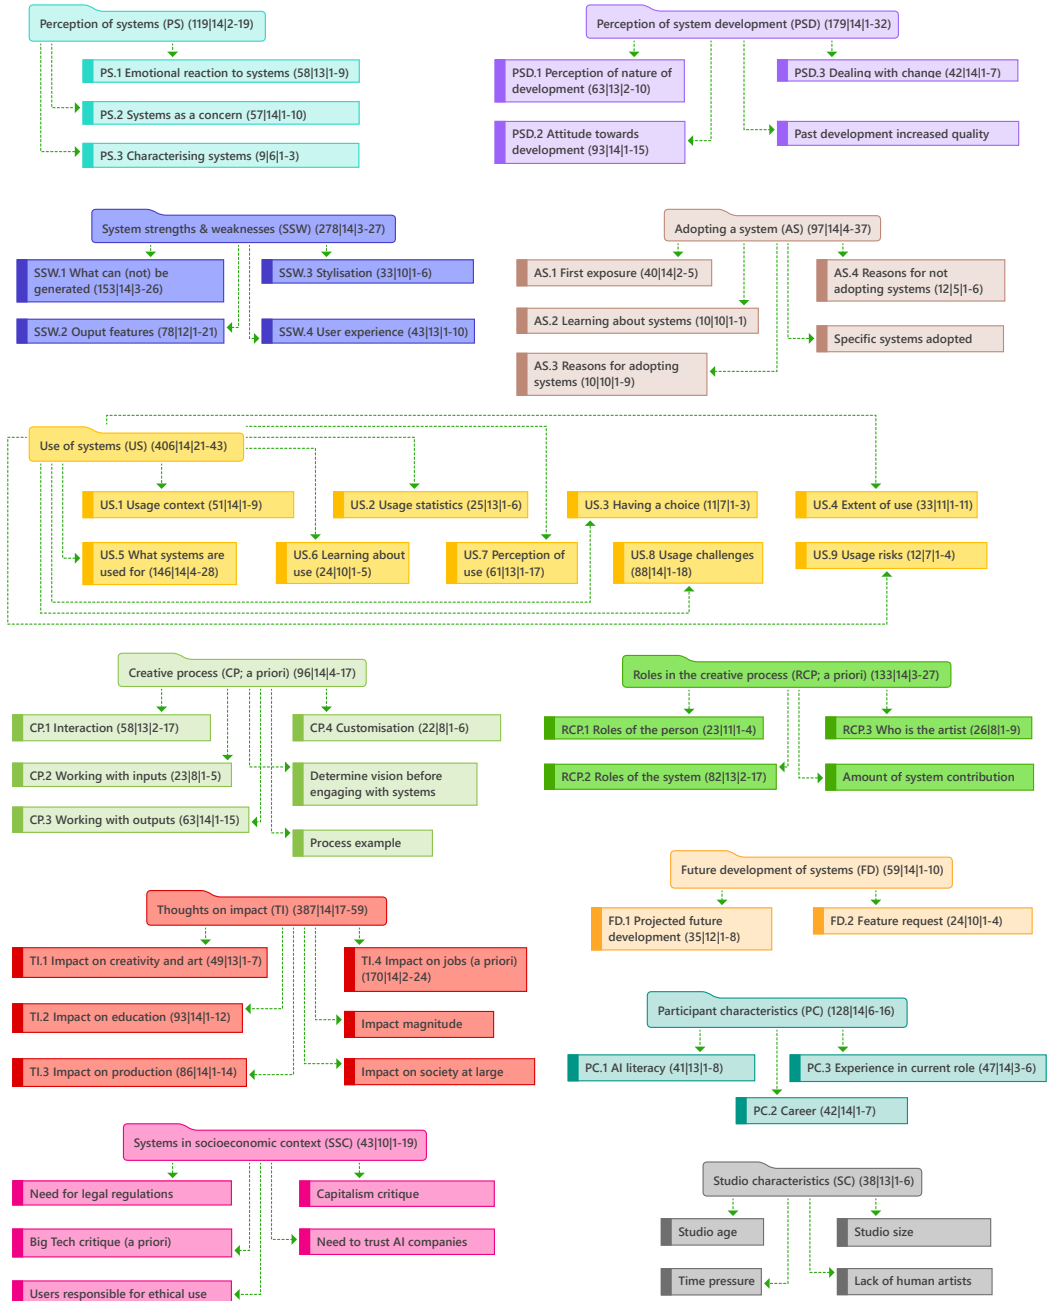 Perception of systems (PS) (119|14|2-19)
PS.1 Emotional reaction to systems (58|13|1-9)
PS.2 Systems as a concern (57|14|1-10)
PS.3 Characterising systems (9|6|1-3)
Perception of system development (PSD) (179|14|1-32)
PSD.1 Perception of nature of
development (63|13|2-10)
PSD.3 Dealing with change (42|14|1-7)
PSD.2 Attitude towards
development (93|14|1-15)
Past development increased quality
System strengths & weaknesses (SSW) (278|14|3-27)
SSW.1 What can (not) be
generated (153|14|3-26)
SSW.3 Stylisation (33|10|1-6)
SSW.2 Ouput features (78|12|1-21)
SSW.4 User experience (43|13|1-10)
Adopting a system (AS) (97|14|4-37)
AS.1 First exposure (40|14|2-5)
AS.4 Reasons for not
adopting systems (12|5|1-6)
AS.2 Learning about systems (10|10|1-1)
Specific systems adopted
AS.3 Reasons for adopting
systems (10|10|1-9)
Use of systems (US) (406|14|21-43)
US.1 Usage context (51|14|1-9)
US.2 Usage statistics (25|13|1-6)
US.3 Having a choice (11|7|1-3)
US.4 Extent of use (33|11|1-11)
US.5 What systems are
used for (146|14|4-28)
US.6 Learning about
use (24|10|1-5)
US.7 Perception of
use (61|13|1-17)
US.8 Usage challenges
(88|14|1-18)
US.9 Usage risks (12|7|1-4)
Creative process (CP; a priori) (96|14|4-17)
CP.1 Interaction (58|13|2-17)
CP.4 Customisation (22|8|1-6)
CP.2 Working with inputs (23|8|1-5)
Determine vision before
engaging with systems
CP.3 Working with outputs (63|14|1-15)
Process example
Roles in the creative process (RCP; a priori) (133|14|3-27)
RCP.1 Roles of the person (23|11|1-4)
RCP.3 Who is the artist (26|8|1-9)
RCP.2 Roles of the system (82|13|2-17)
Amount of system contribution
Future development of systems (FD) (59|14|1-10)
FD.1 Projected future
development (35|12|1-8)
FD.2 Feature request (24|10|1-4)
Thoughts on impact (TI) (387|14|17-59)
TI.1 Impact on creativity and art (49|13|1-7)
TI.4 Impact on jobs (a priori)
(170|14|2-24)
TI.2 Impact on education (93|14|1-12)
Impact magnitude
TI.3 Impact on production (86|14|1-14)
Impact on society at large
Participant characteristics (PC) (128|14|6-16)
PC.1 AI literacy (41|13|1-8)
PC.3 Experience in current role (47|14|3-6)
PC.2 Career (42|14|1-7)
Systems in socioeconomic context (SSC) (43|10|1-19)
Need for legal regulations
Capitalism critique
Big Tech critique (a priori)
Need to trust AI companies
Users responsible for ethical use
Studio characteristics (SC) (38|13|1-6)
Studio age
Studio size
Time pressure
Lack of human artists